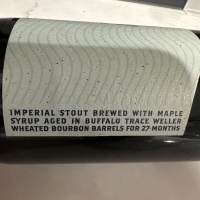 IMPERIAL STOUT BREWED WITH MAPLE
SYRUP AGED IN BUFFALO TRACE WELLER
WHEATED BOURBON BARRELS FOR 27 MONTHS